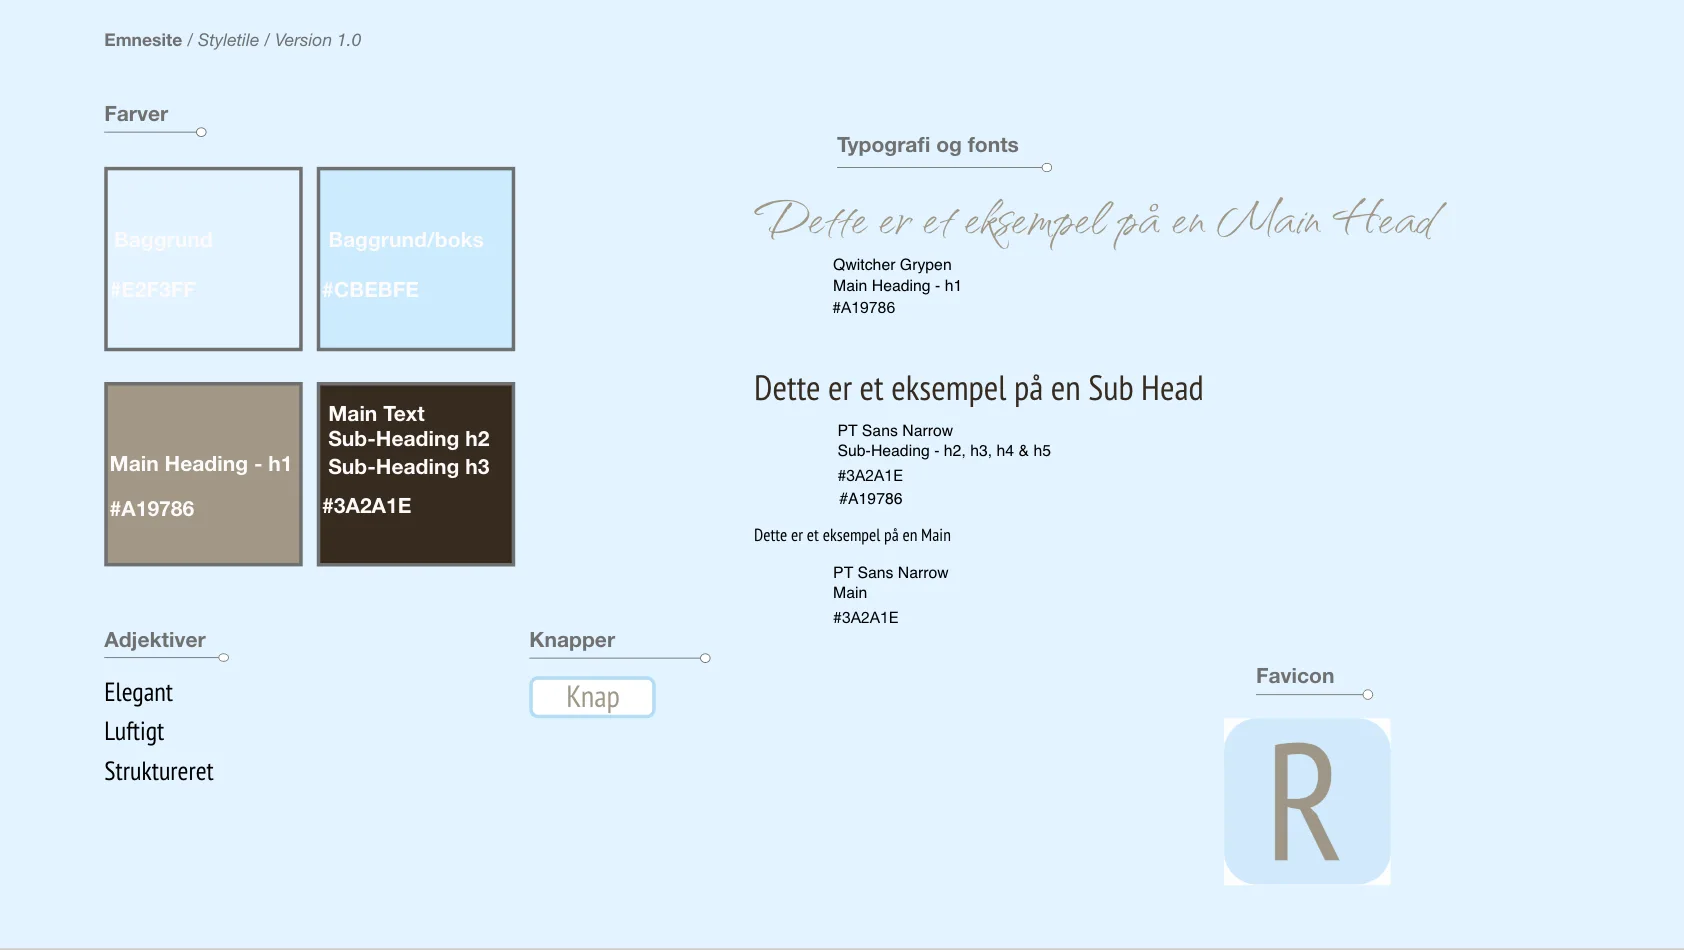 Emnesite / Styletile / Version 1.0
Farver
Baggrund
#E2F3FF
Baggrund/boks
#CBEBFE
Main Heading - h1
#A19786
Main Text
Sub-Heading h2
Sub-Heading h3
#3A2A1E
Adjektiver
Elegant
Luftigt
Struktureret
Knapper
Knap
Typografi og fonts
Dette er et eksempel på en Main Head
Qwitcher Grypen
Main Heading - h1
#A19786
Dette er et eksempel på en Sub Head
PT Sans Narrow
Sub-Heading - h2, h3, h4 & h5
#3A2A1E
#A19786
Dette er et eksempel på en Main
PT Sans Narrow
Main
#3A2A1E
Favicon
R